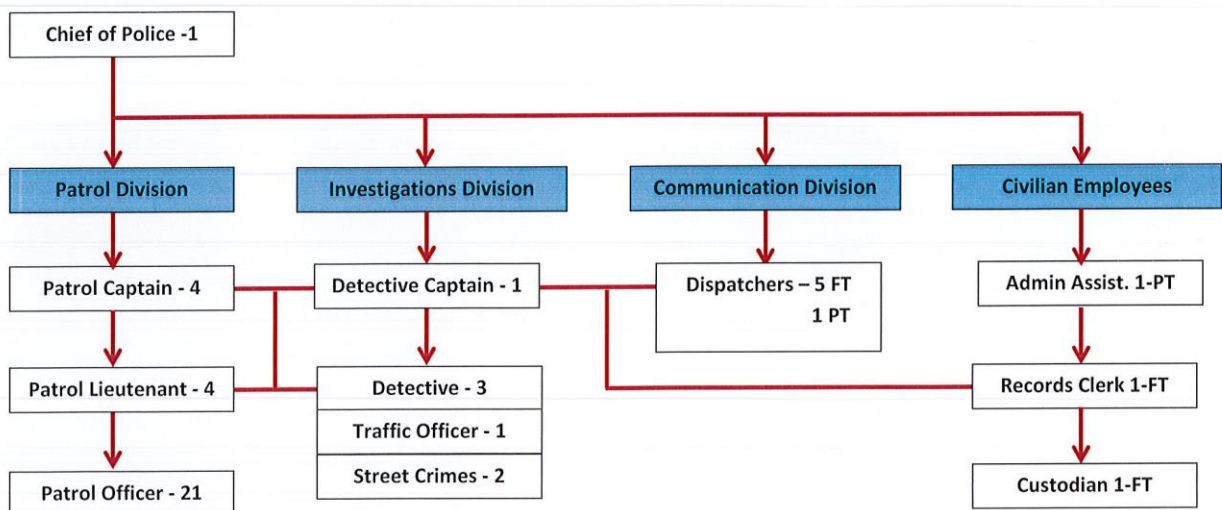 Chief of Police -1
Patrol Division
Investigations Division
Communication Division
Civilian Employees
Patrol Captain - 4
Detective Captain - 1
Dispatchers – 5 FT
1 PT
Admin Assist. 1-PT
Patrol Lieutenant - 4
Detective - 3
Records Clerk 1-FT
Traffic Officer - 1
Street Crimes - 2
Patrol Officer - 21
Custodian 1-FT